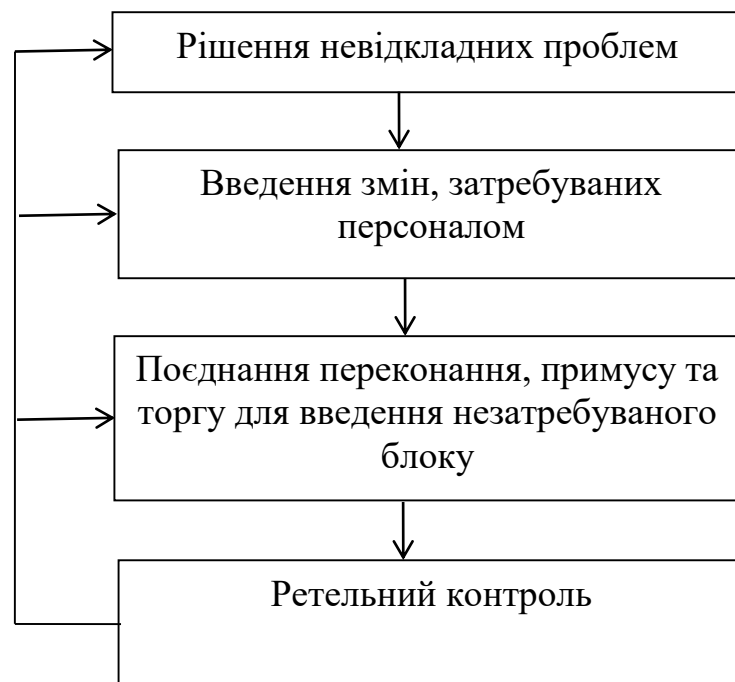 Рішення невідкладних проблем
Введення змін, затребуваних
персоналом
Поєднання переконання, примусу та
торгу для введення незатребуваного
блоку
Ретельний контроль